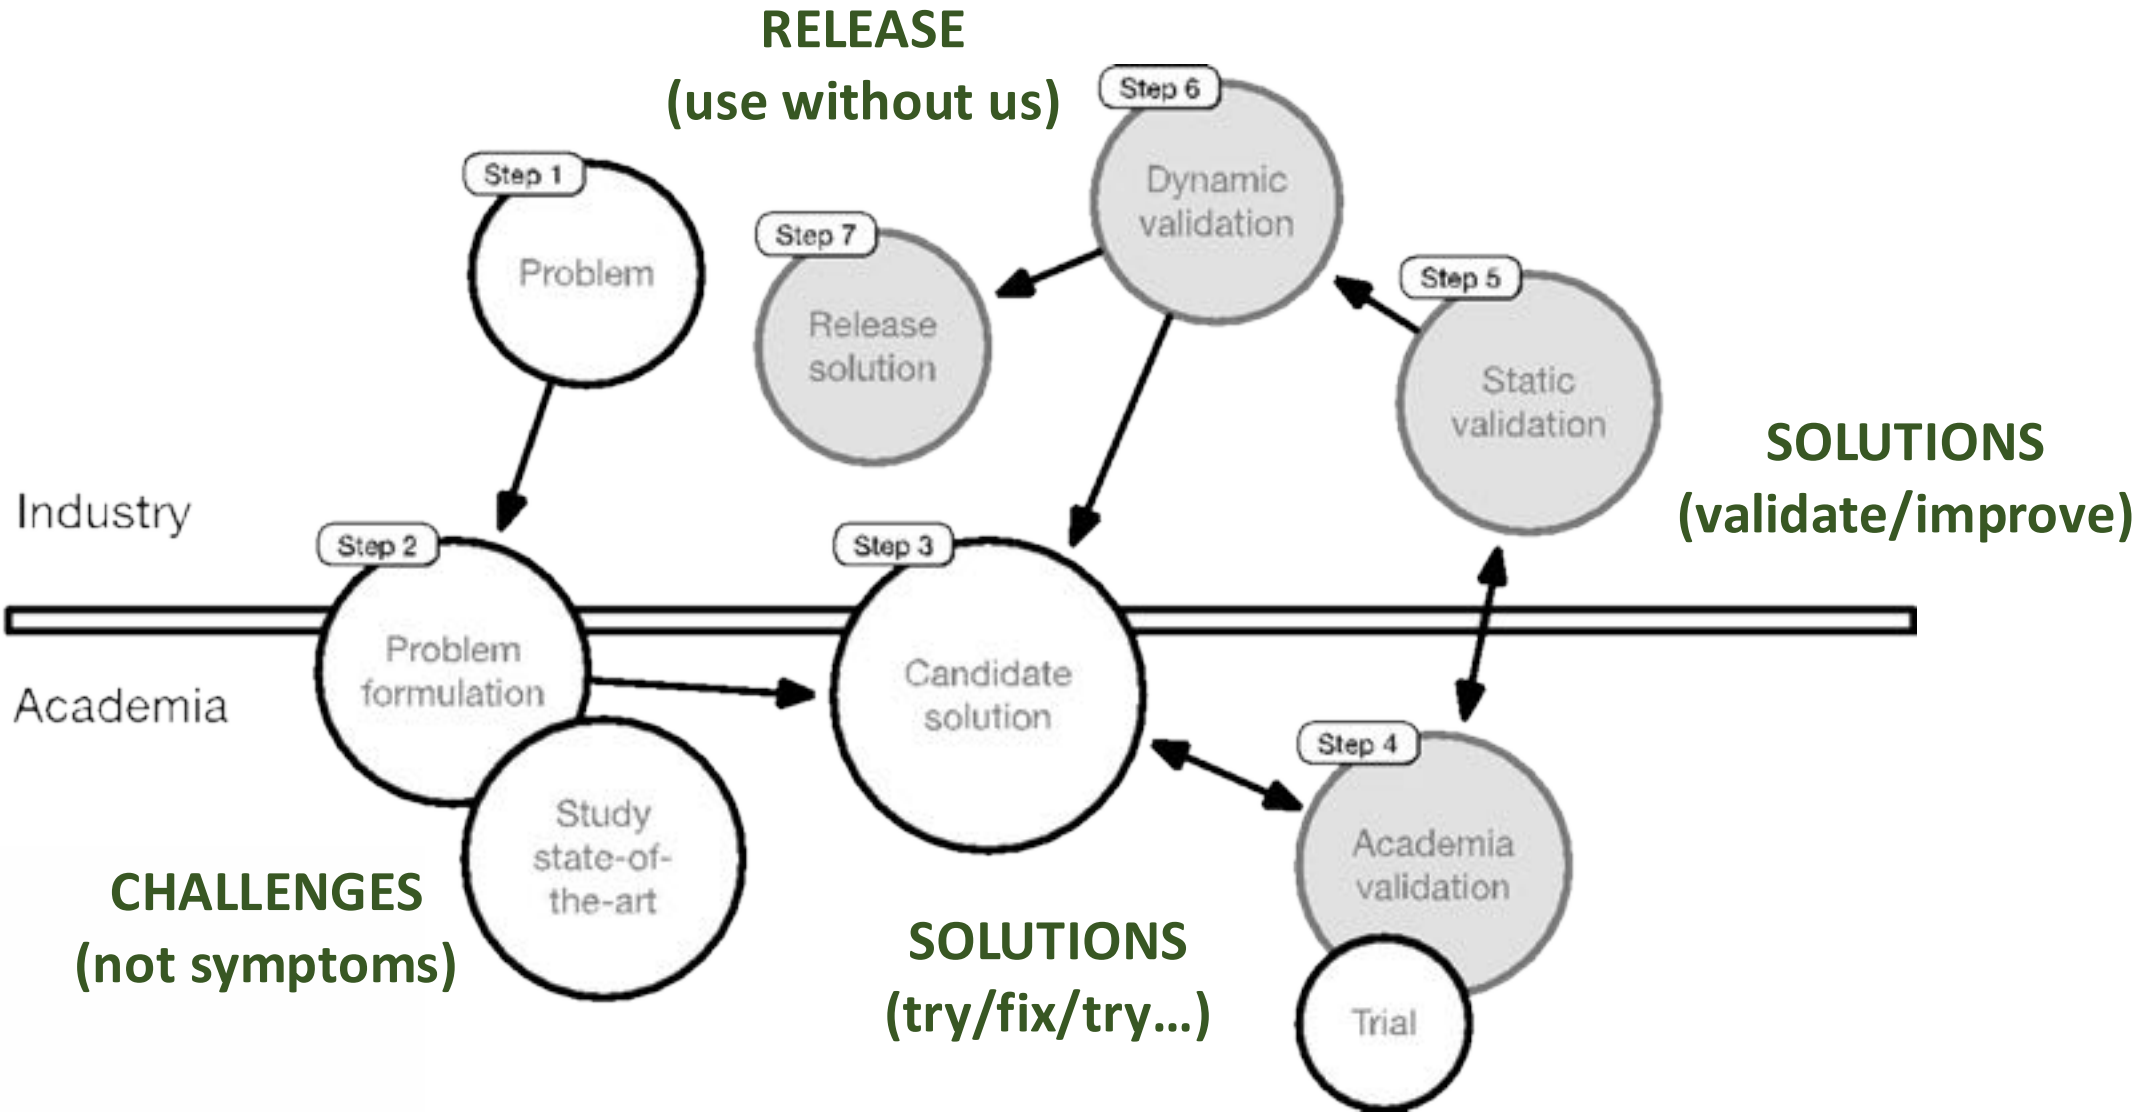 RELEASE
(use without us)
Step 6
Dynamic
validation
Step 1
Problem
Step 7
Release
solution
Step 5
Static
validation
SOLUTIONS
(validate/improve)
Industry
Step 2
Problem
formulation
Step 3
Candidate
solution
Academia
Step 4
Academia
validation
Study
state-of-
the-art
CHALLENGES
(not symptoms)
SOLUTIONS
(try/fix/try...)
Trial